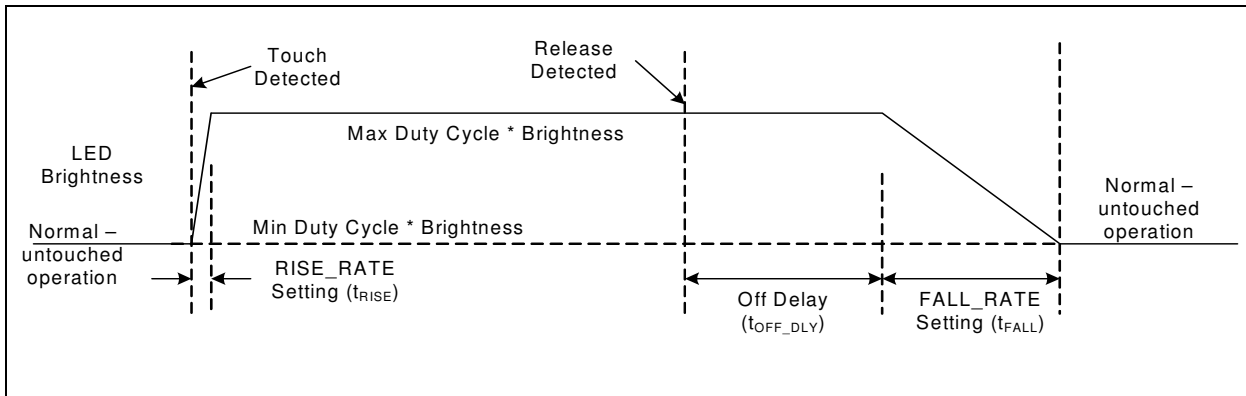 Touch
Detected
Release
Detected
Max Duty Cycle * Brightness
LED
Brightness
Normal –
untouched
operation
Min Duty Cycle * Brightness
Normal –
untouched
operation
RISE_RATE
Setting (tRISE)
Off Delay
(tOFF_DLY)
FALL_RATE
Setting (tFALL)